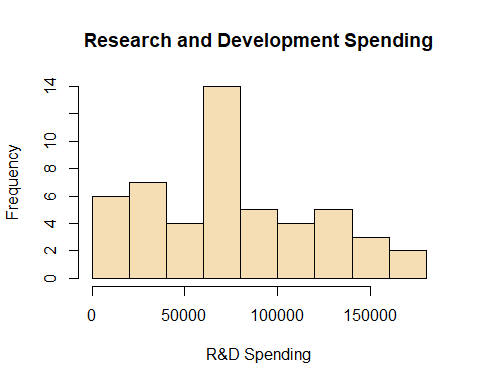 Research and Development Spending
Frequency
14
10
8
6
4
2
0
0 50000 100000 150000
R&D Spending